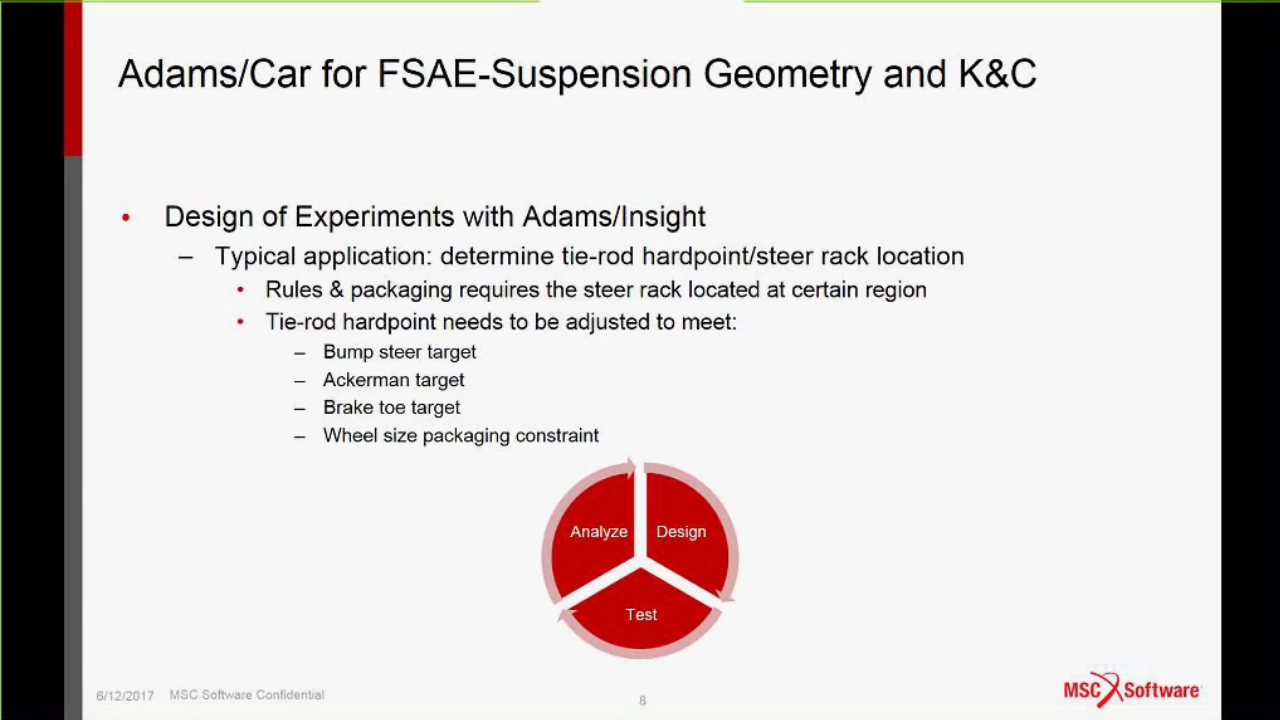 Adams/Car for FSAE-Suspension Geometry and K&C
• Design of Experiments with Adams/Insight
– Typical application: determine tie-rod hardpoint/steer rack location
• Rules & packaging requires the steer rack located at certain region
• Tie-rod hardpoint needs to be adjusted to meet:
– Bump steer target
– Ackerman target
– Brake toe target
– Wheel size packaging constraint
Analyze
Design
Test
6/12/2017 MSC Software Confidential
8
MSC Software